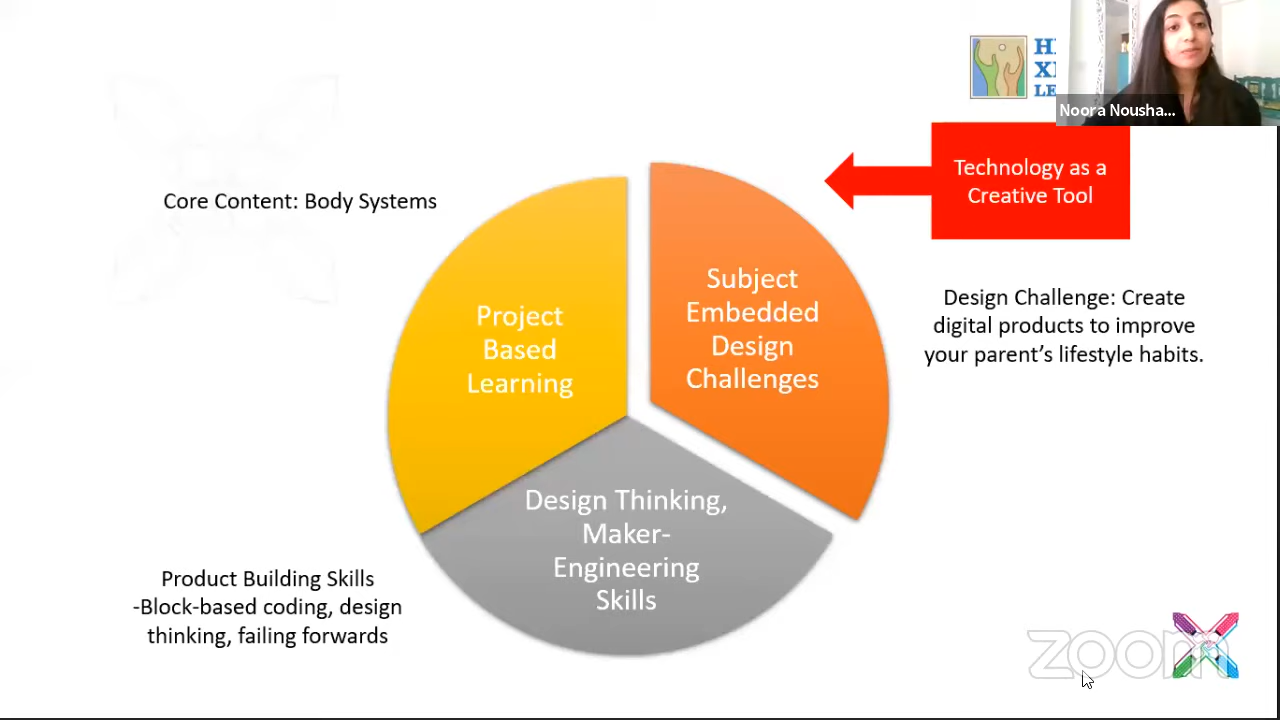 H
XI
LE
Noora Nousha...
Technology as a
Creative Tool
Core Content: Body Systems
Subject
Embedded
Design
Challenges
Project
Based
Learning
Design Challenge: Create
digital products to improve
your parent’s lifestyle habits.
Design Thinking,
Maker-
Engineering
Skills
Product Building Skills
-Block-based coding, design
thinking, failing forwards
zoom